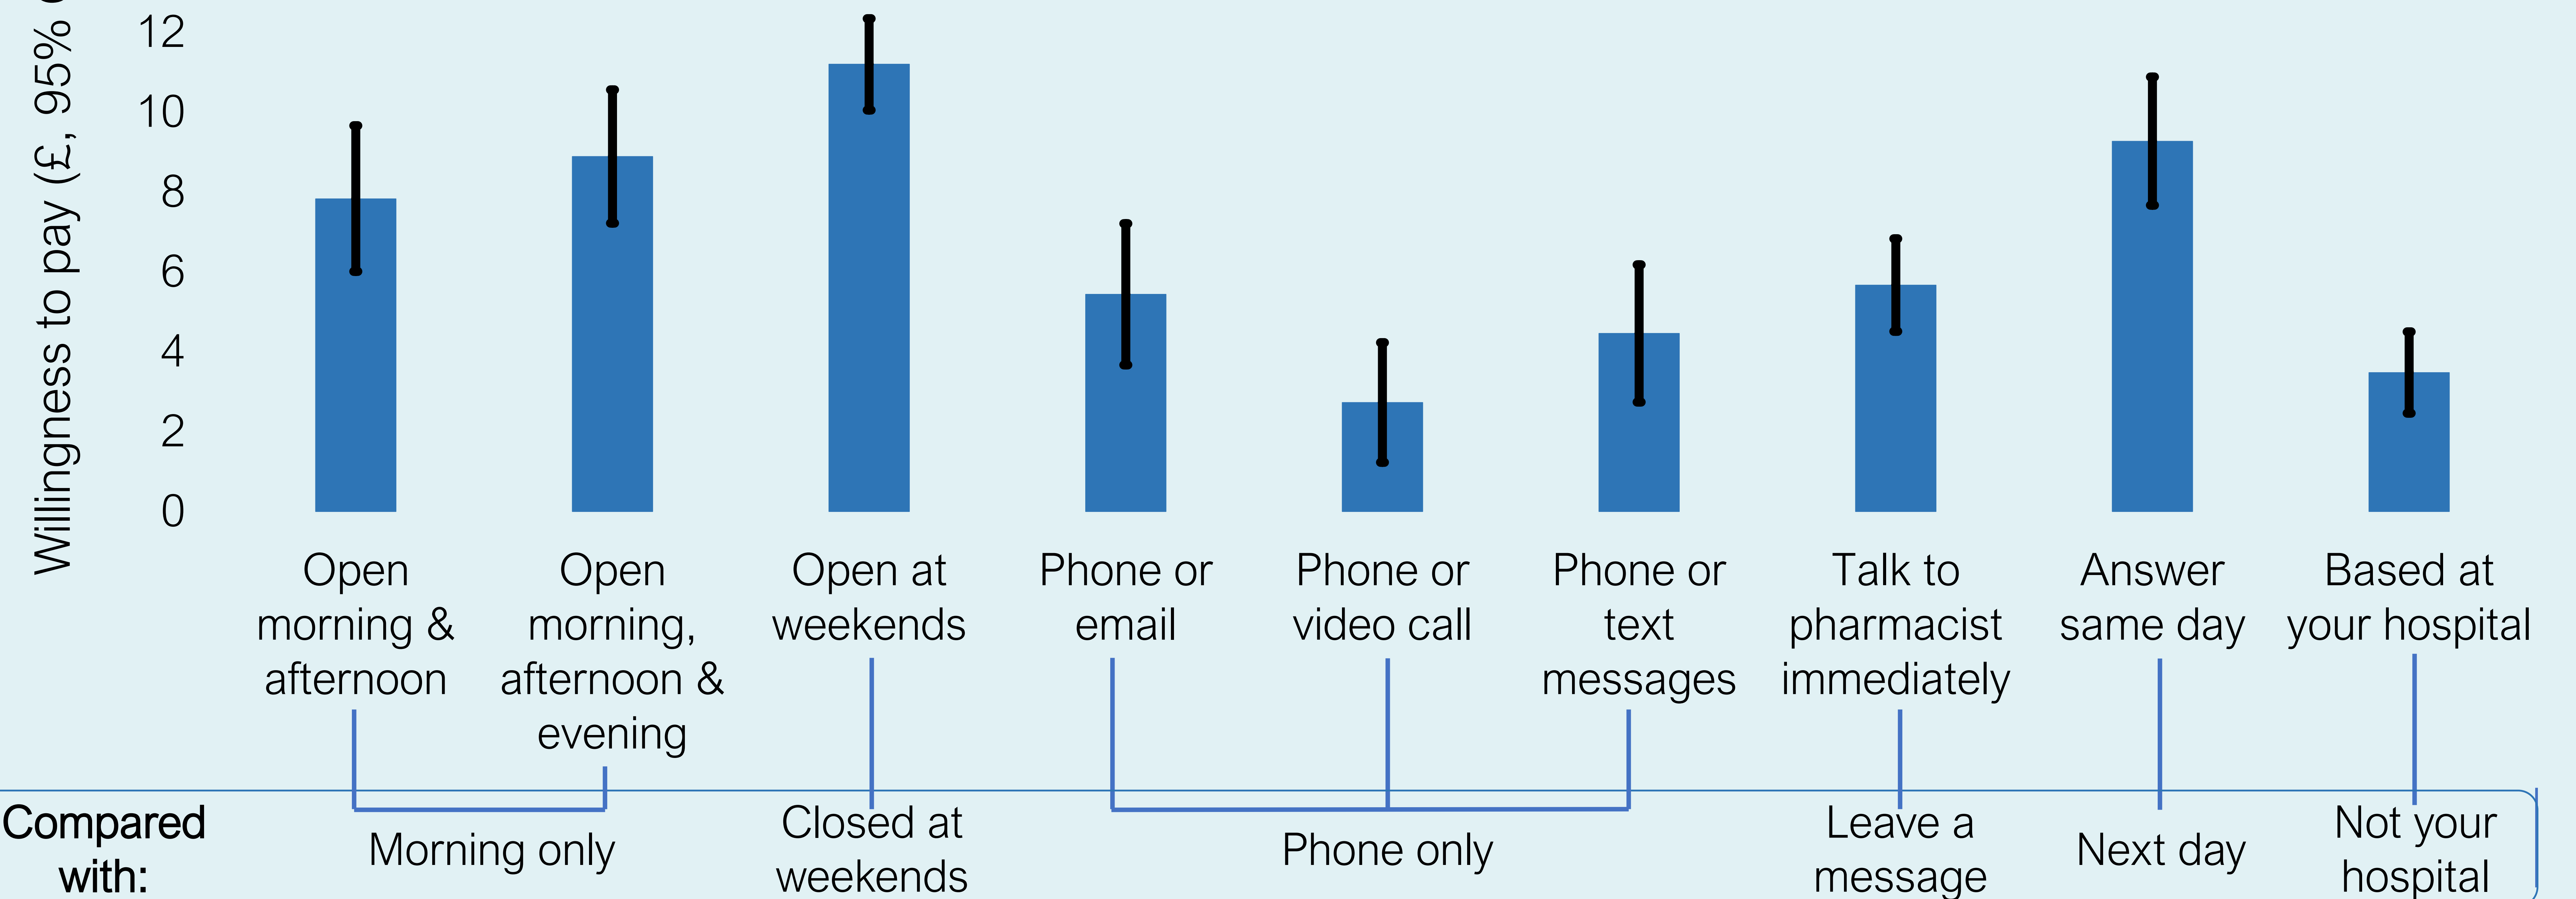 Willingness to pay (£, 95%
12
10
8
6
4
2
0
Open
morning &
afternoon
Open
morning,
afternoon &
evening
Open at
weekends
Phone or
email
Phone or
video call
Phone or
text
messages
Talk to
pharmacist
immediately
Answer
same day
Based at
your hospital
Compared
with:
Morning only
Closed at
weekends
Phone only
Leave a
message
Next day
Not your
hospital